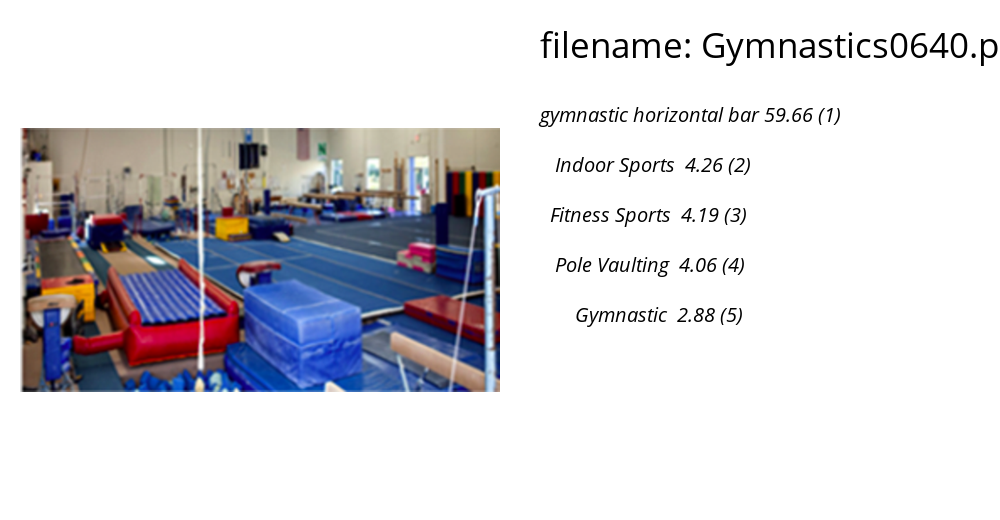 filename: Gymnastics0640.p
gymnastic horizontal bar 59.66 (1)
Indoor Sports 4.26 (2)
Fitness Sports 4.19 (3)
Pole Vaulting 4.06 (4)
Gymnastic 2.88 (5)